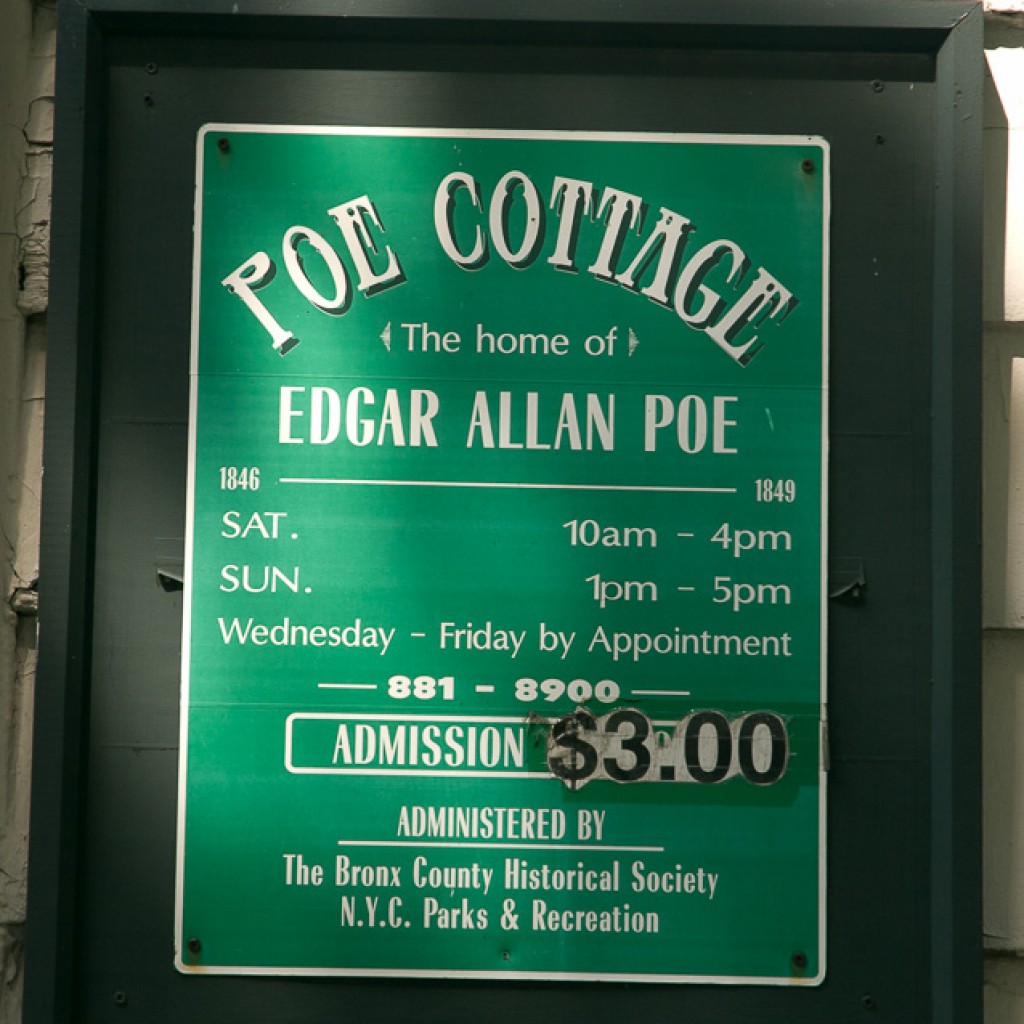 POE COTTAGE
The home of
EDGAR ALLAN POE
1846 1849
SAT. 10am - 4pm
SUN. 1pm - 5pm
Wednesday - Friday by Appointment
881 - 8900
ADMISSION $3.00
ADMINISTERED BY
The Bronx County Historical Society
N.Y.C. Parks & Recreation